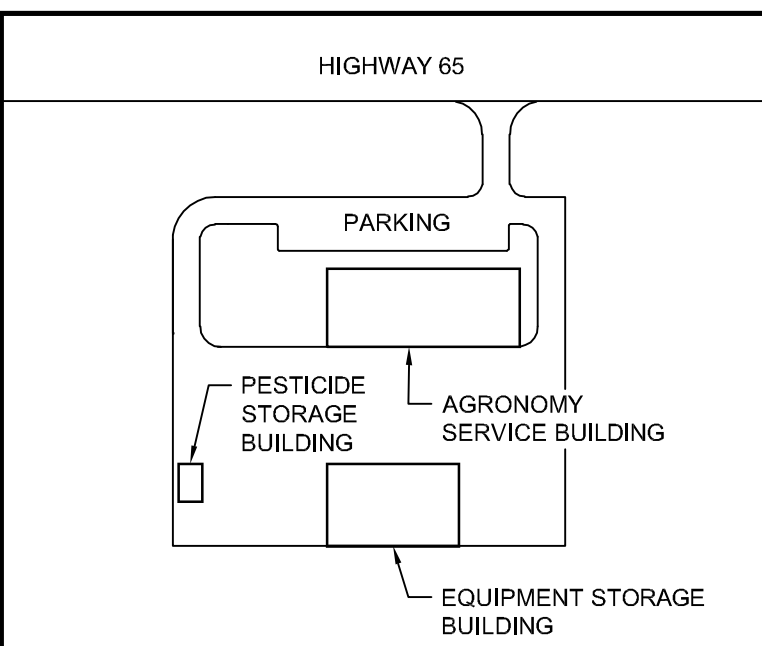 HIGHWAY 65
PARKING
PESTICIDE
STORAGE
BUILDING
AGRONOMY
SERVICE BUILDING
EQUIPMENT STORAGE
BUILDING